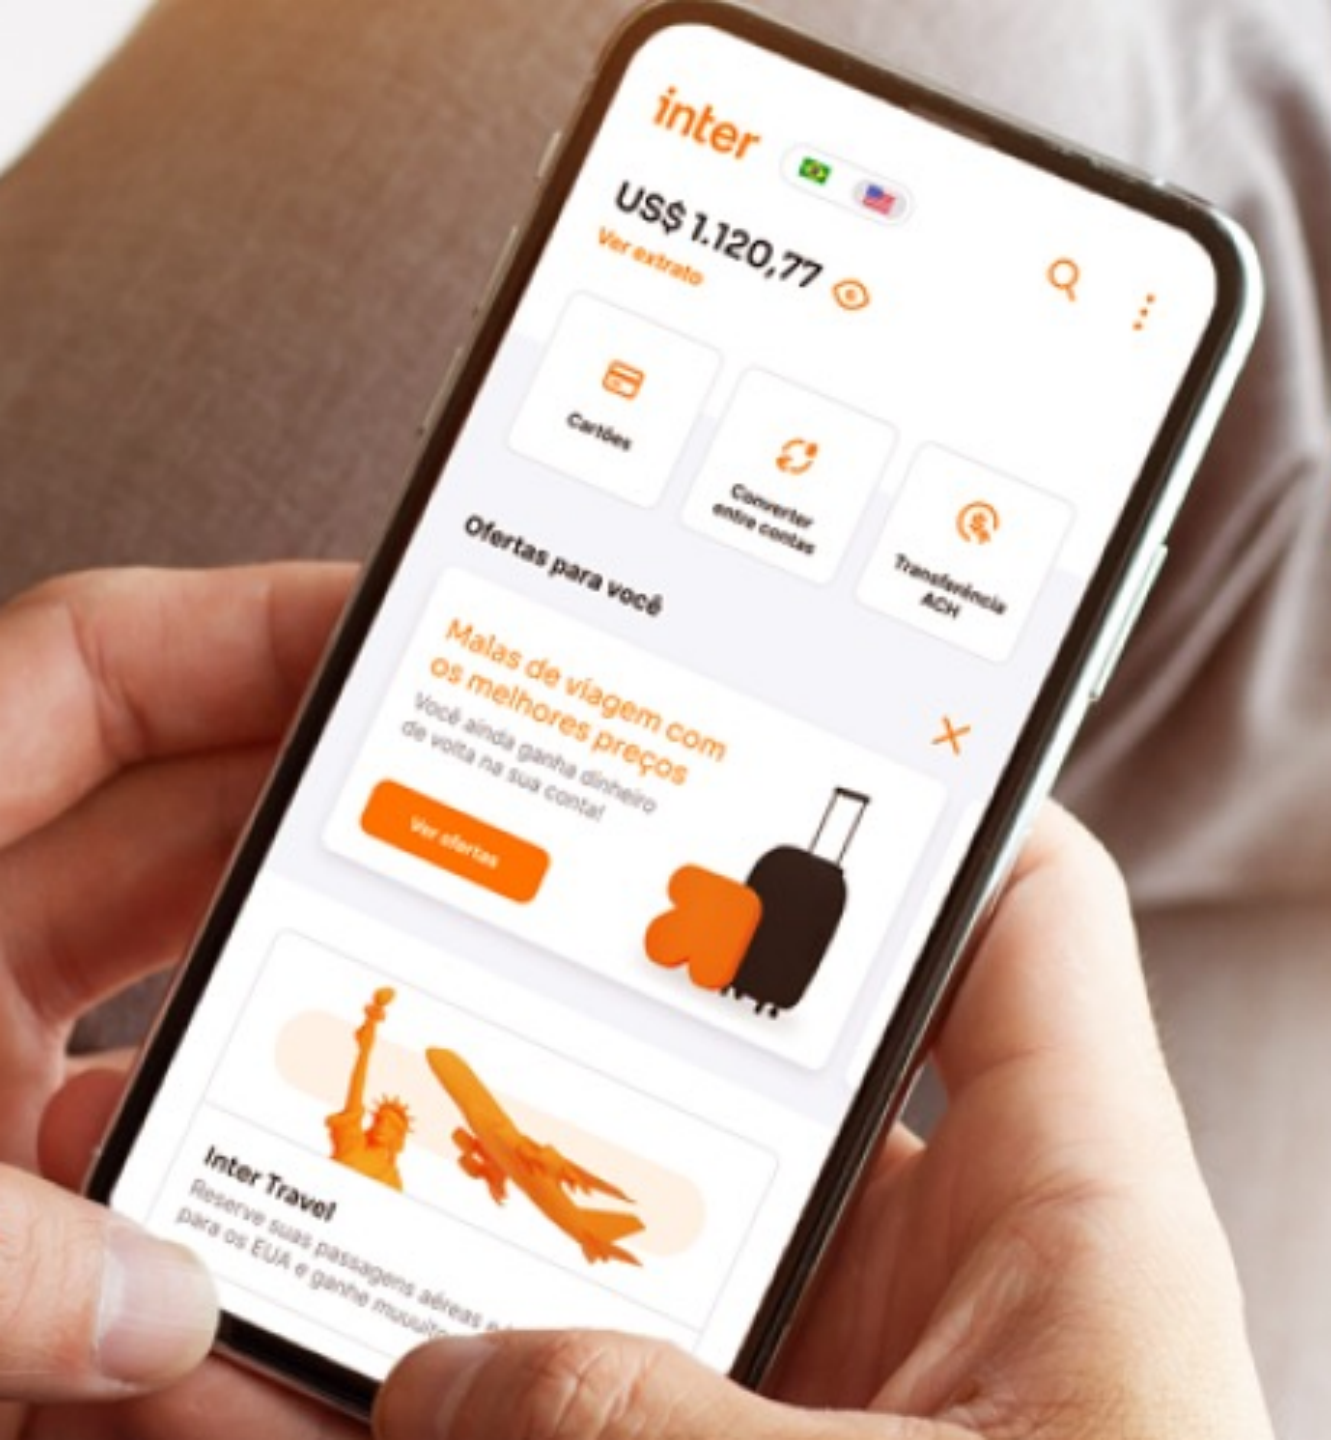 inter
US$ 1.120,77
Ver extrato
Cartões
Converter
entre contas
Transferência
ACH
Ofertas para você
Malas de viagem com
os melhores preços
Você ainda ganha dinheiro
de volta na sua conta!
Ver ofertas
Inter Travel
Reserve suas passagens aéreas
para os EUA e ganhe